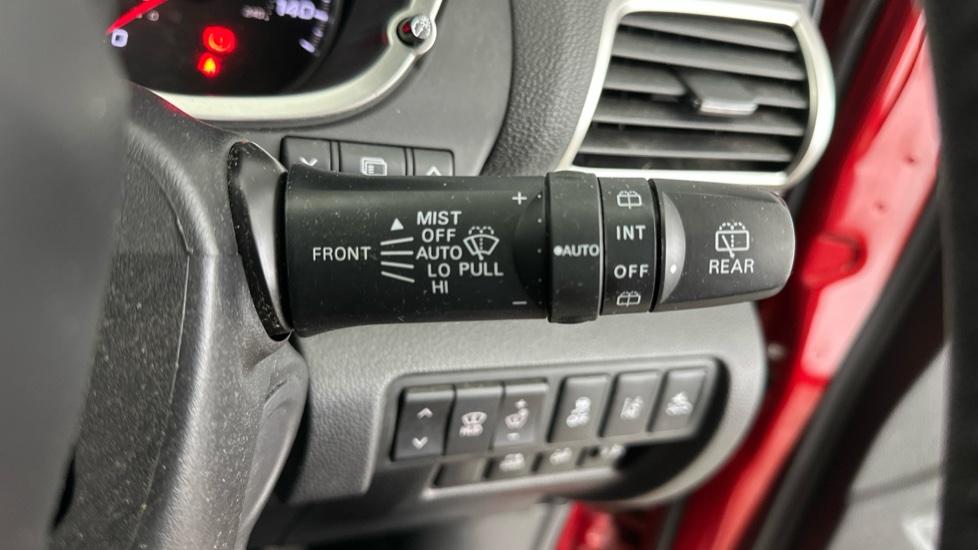 140
MIST
OFF
FRONT AUTO
LO PULL
HI
+
−
AUTO
INT
OFF
REAR